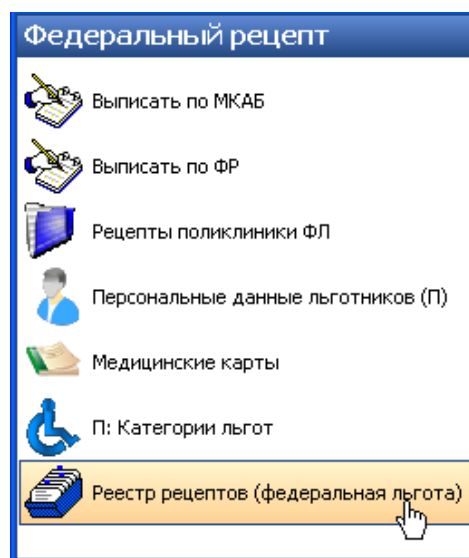 Федеральный рецепт
Выписать по МКАБ
Выписать по ФР
Рецепты поликлиники ФЛ
Персональные данные льготников (П)
Медицинские карты
П: Категории льгот
Реестр рецептов (федеральная льгота)